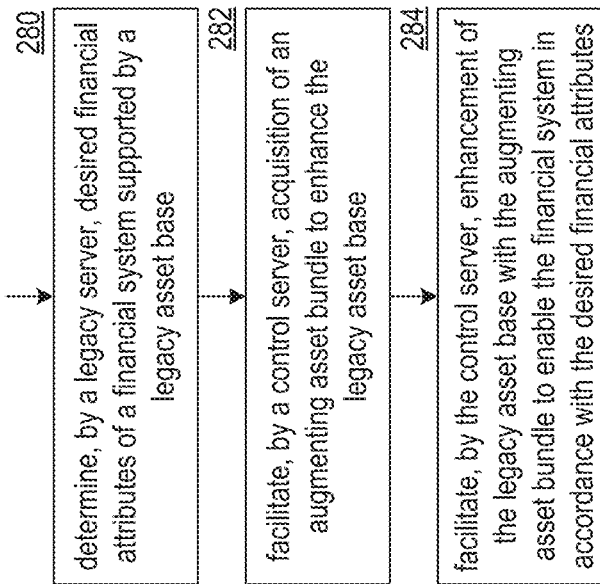 280
determine, by a legacy server, desired financial
attributes of a financial system supported by a
legacy asset base
282
facilitate, by a control server, acquisition of an
augmenting asset bundle to enhance the
legacy asset base
284
facilitate, by the control server, enhancement of
the legacy asset base with the augmenting
asset bundle to enable the financial system in
accordance with the desired financial attributes